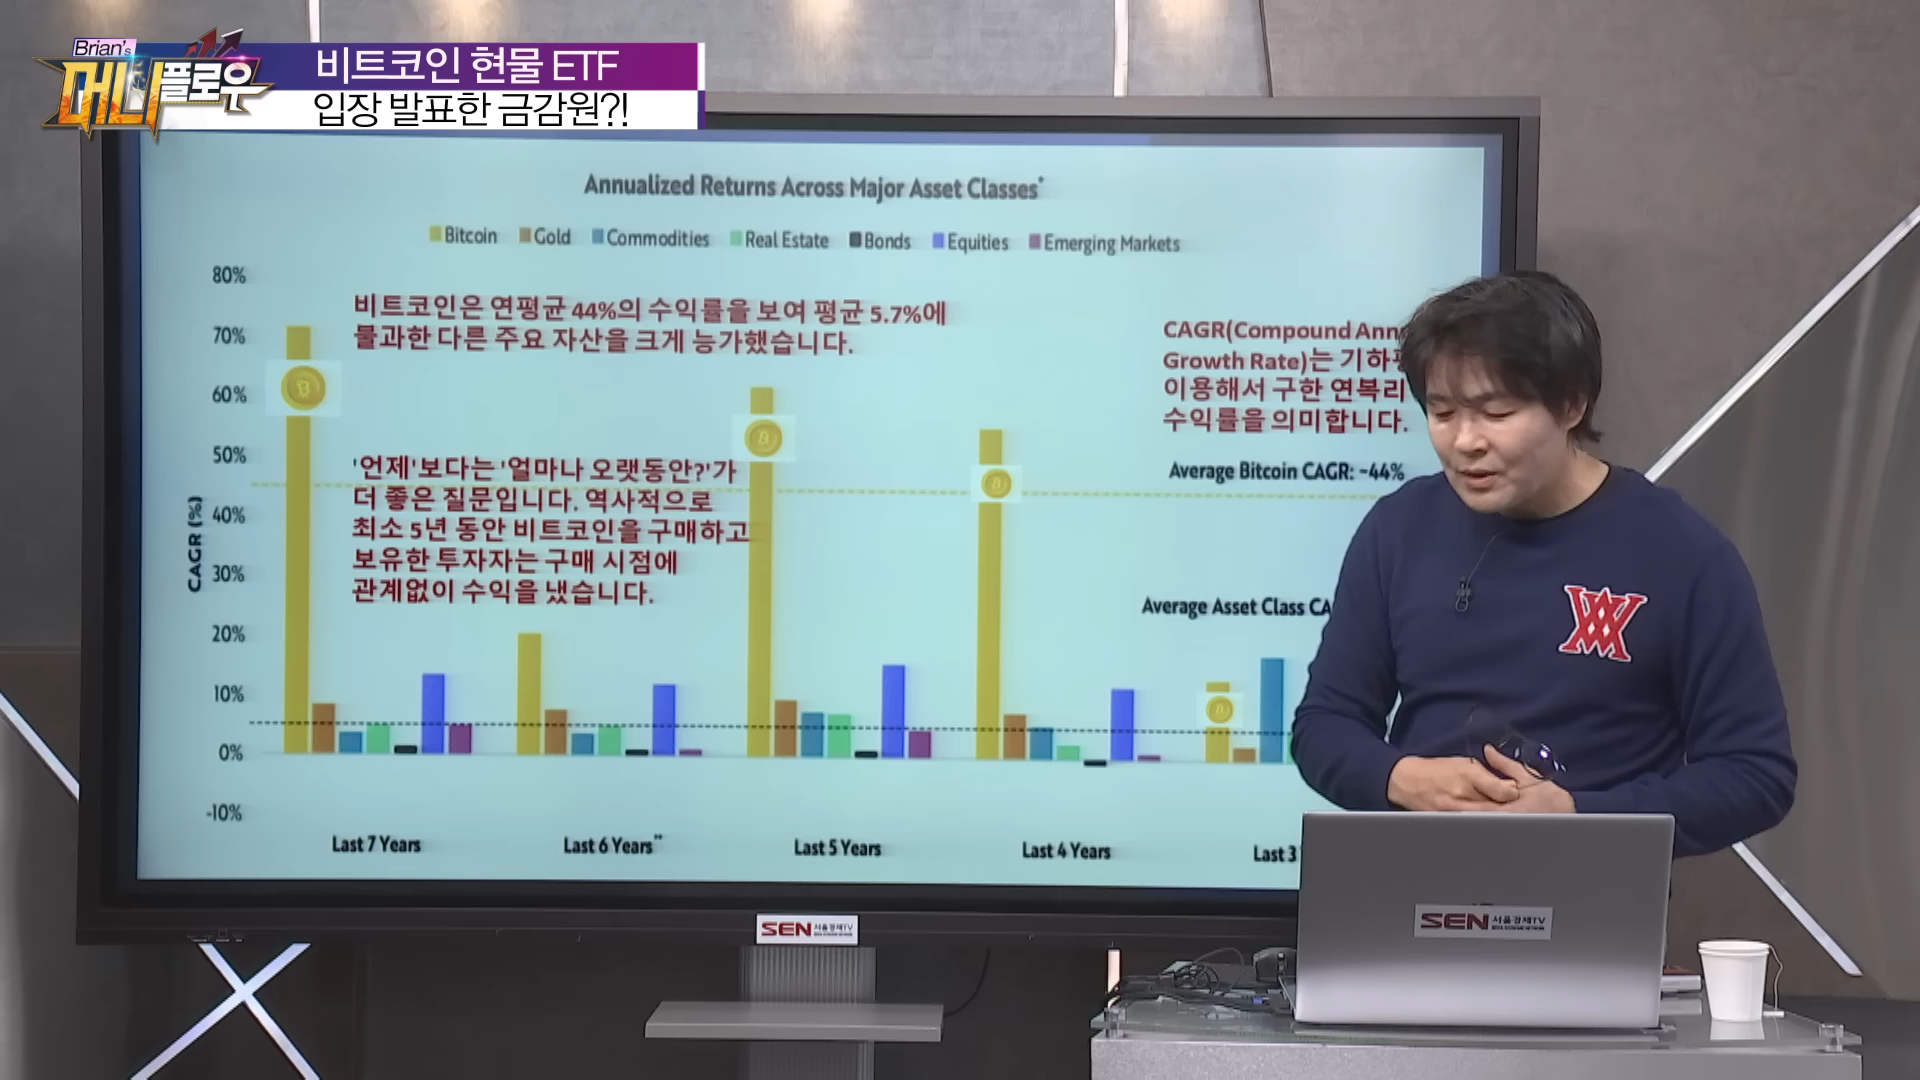 Brian's
머니플로우
비트코인 현물 ETF
입장 발표한 금감원?!
Annualized Returns Across Major Asset Classes*
Bitcoin Gold Commodities Real Estate Bonds Equities Emerging Markets
80%
70%
60%
50%
40%
30%
20%
10%
0%
-10%
CAGR (%)
비트코인은 연평균 44%의 수익률을 보여 평균 5.7%에
불과한 다른 주요 자산을 크게 능가했습니다.
'언제'보다는 '얼마나 오랫동안?'가
더 좋은 질문입니다. 역사적으로
최소 5년 동안 비트코인을 구매하고
보유한 투자자는 구매 시점에
관계없이 수익을 냈습니다.
CAGR(Compound Ann
Growth Rate)는 기하
이용해서 구한 연복리
수익률을 의미합니다.
Average Bitcoin CAGR: ~44%
Average Asset Class CA
Last 7 Years
Last 6 Years**
Last 5 Years
Last 4 Years
Last 3
SEN 서울경제TV
SEN 서울경제TV